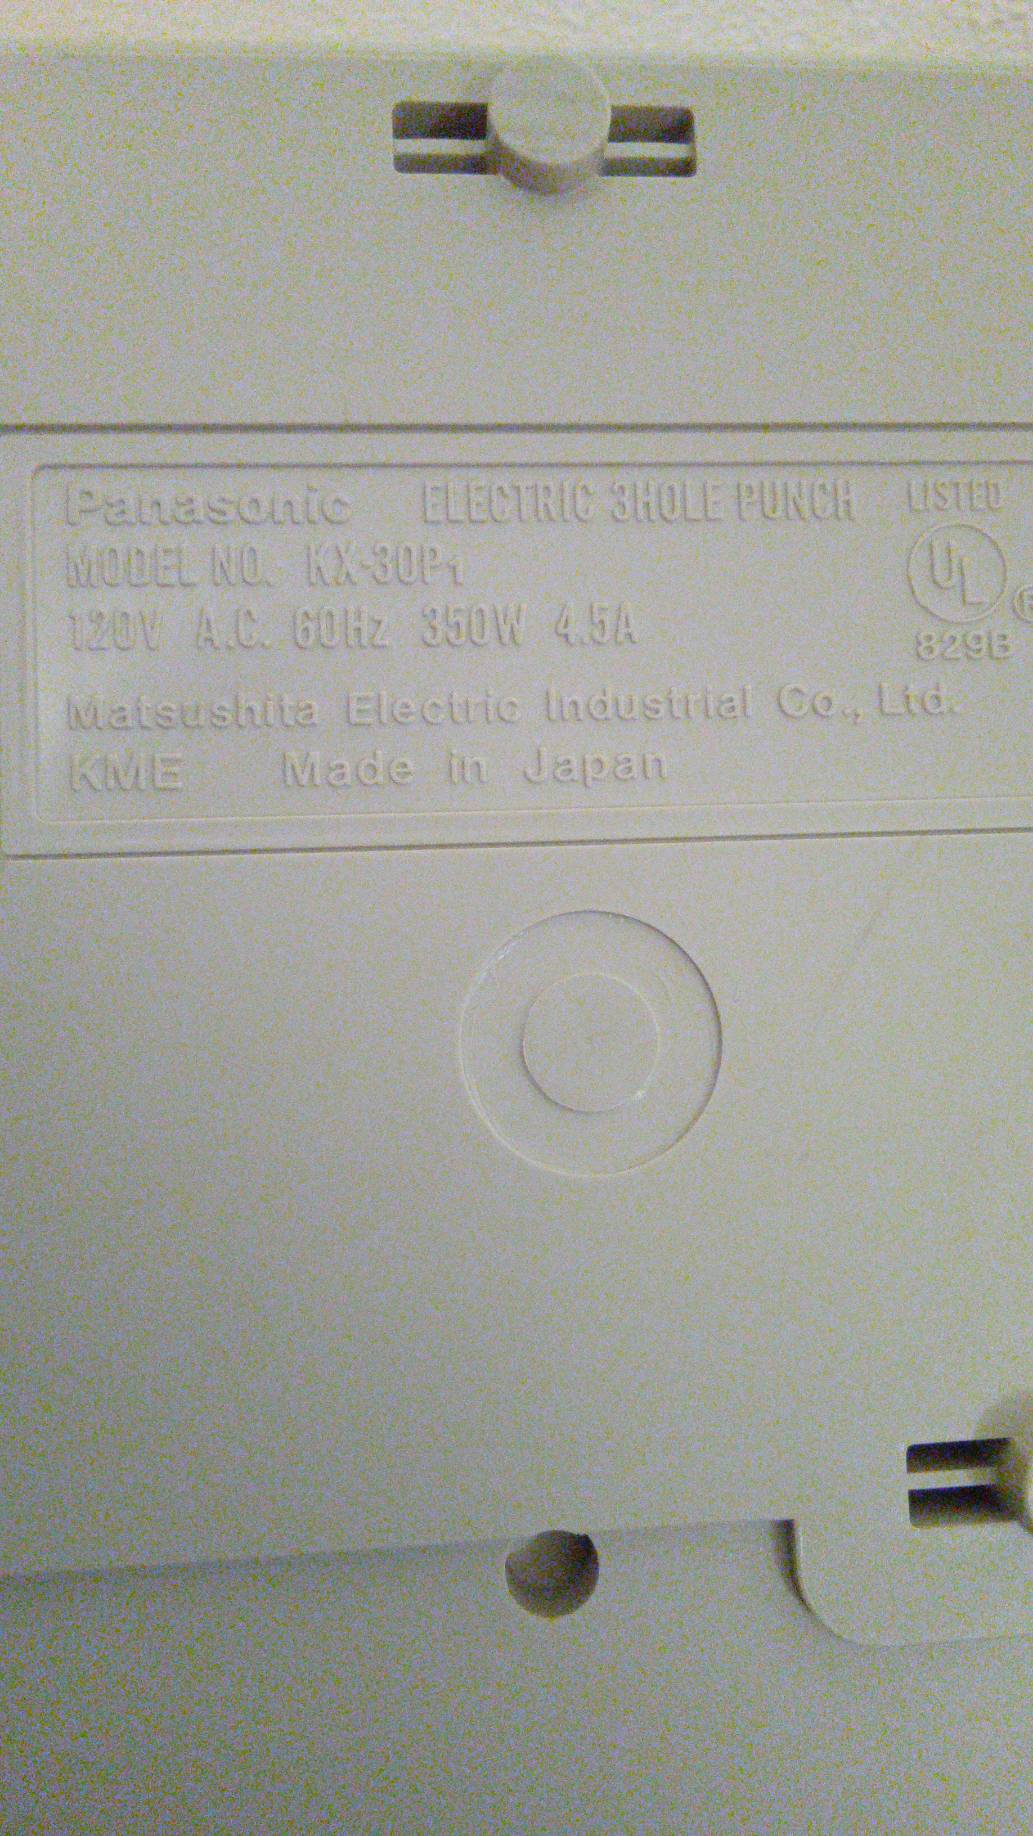 Panasonic ELECTRIC 3HOLE PUNCH LISTED
MODEL NO. KX-30P1 UL
120V A.C. 60Hz 350W 4.5A 829B
Matsushita Electric Industrial Co., Ltd.
KME Made in Japan